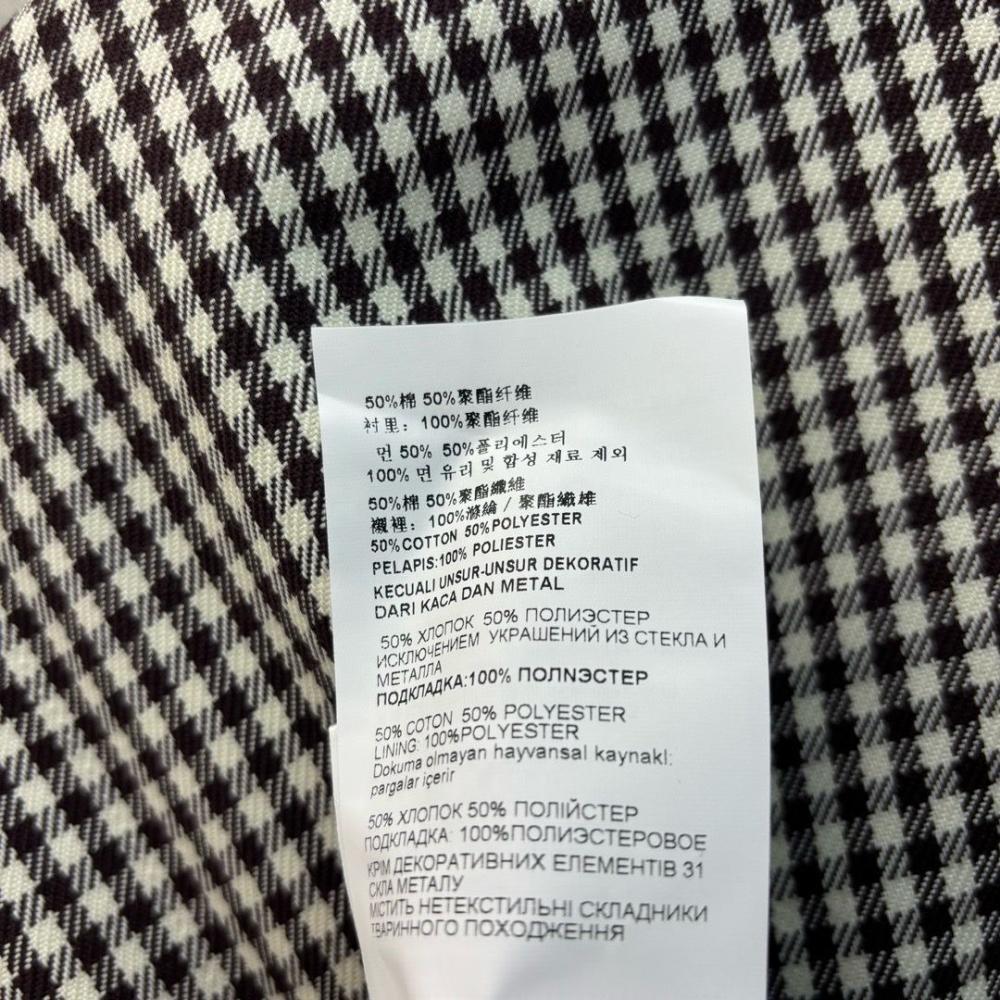 50%棉 50%聚酯纤维
衬里：100%聚酯纤维
먼 50% 50%폴리에스터
100% 면 유리 및 합성 재료 제외
50%棉 50%聚酯纖維
襯裡：100%滌綸 / 聚酯纖維
50%COTTON 50%POLYESTER
PELAPIS:100% POLIESTER
KECUALI UNSUR-UNSUR DEKORATIF
DARI KACA DAN METAL
50% ХЛОПОК 50% ПОЛИЭСТЕР
ИСКЛЮЧЕНИЕМ УКРАШЕНИЙ ИЗ СТЕКЛА И
МЕТАЛЛА
ПОДКЛАДКА:100% ПОЛNЭСТЕР
50% COTON 50% POLYESTER
LINING: 100%POLYESTER
Dokuma olmayan hayvansal kaynakl:
pargalar içerir
50% ХЛОПОК 50% ПОЛІЙСТЕР
ПОДКЛАДКА: 100%ПОЛИЭСТЕРОВОЕ
КРІМ ДЕКОРАТИВНИХ ЕЛЕМЕНТІВ 31
СКЛА МЕТАЛУ
МІСТИТЬ НЕТЕКСТИЛЬНІ СКЛАДНИКИ
ТВАРИННОГО ПОХОДЖЕННЯ